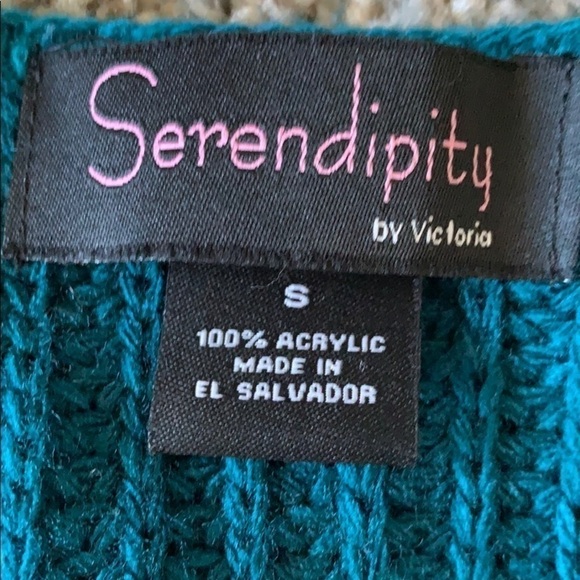 Serendipity
by Victoria
S
100% ACRYLIC
MADE IN
EL SALVADOR